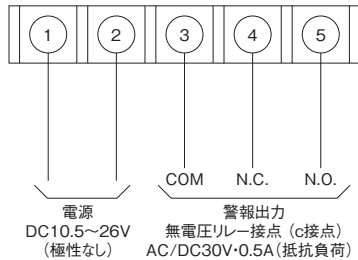 1 2 3 4 5
COM N.C. N.O.
電源
DC10.5～26V
（極性なし）
警報出力
無電圧リレー接点（c接点）
AC/DC30V・0.5A（抵抗負荷）